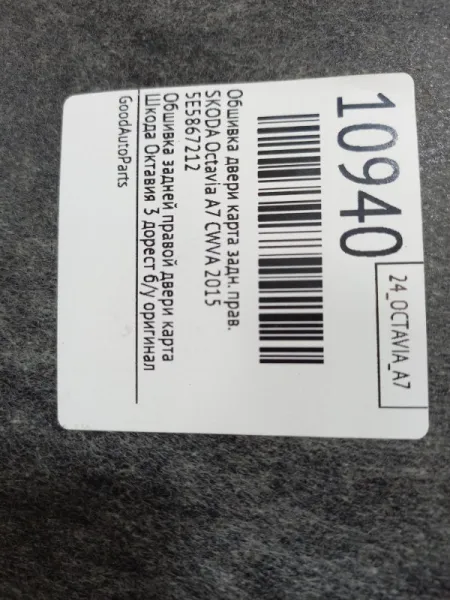 10940
24_OCTAVIA_A7
Обшивка двери карта задн. прав.
SKODA Octavia A7 CWVA 2015
5E5867212
Обшивка задней правой двери карта
Шкода Октавия 3 дорест б/у оригинал
GoodAutoParts